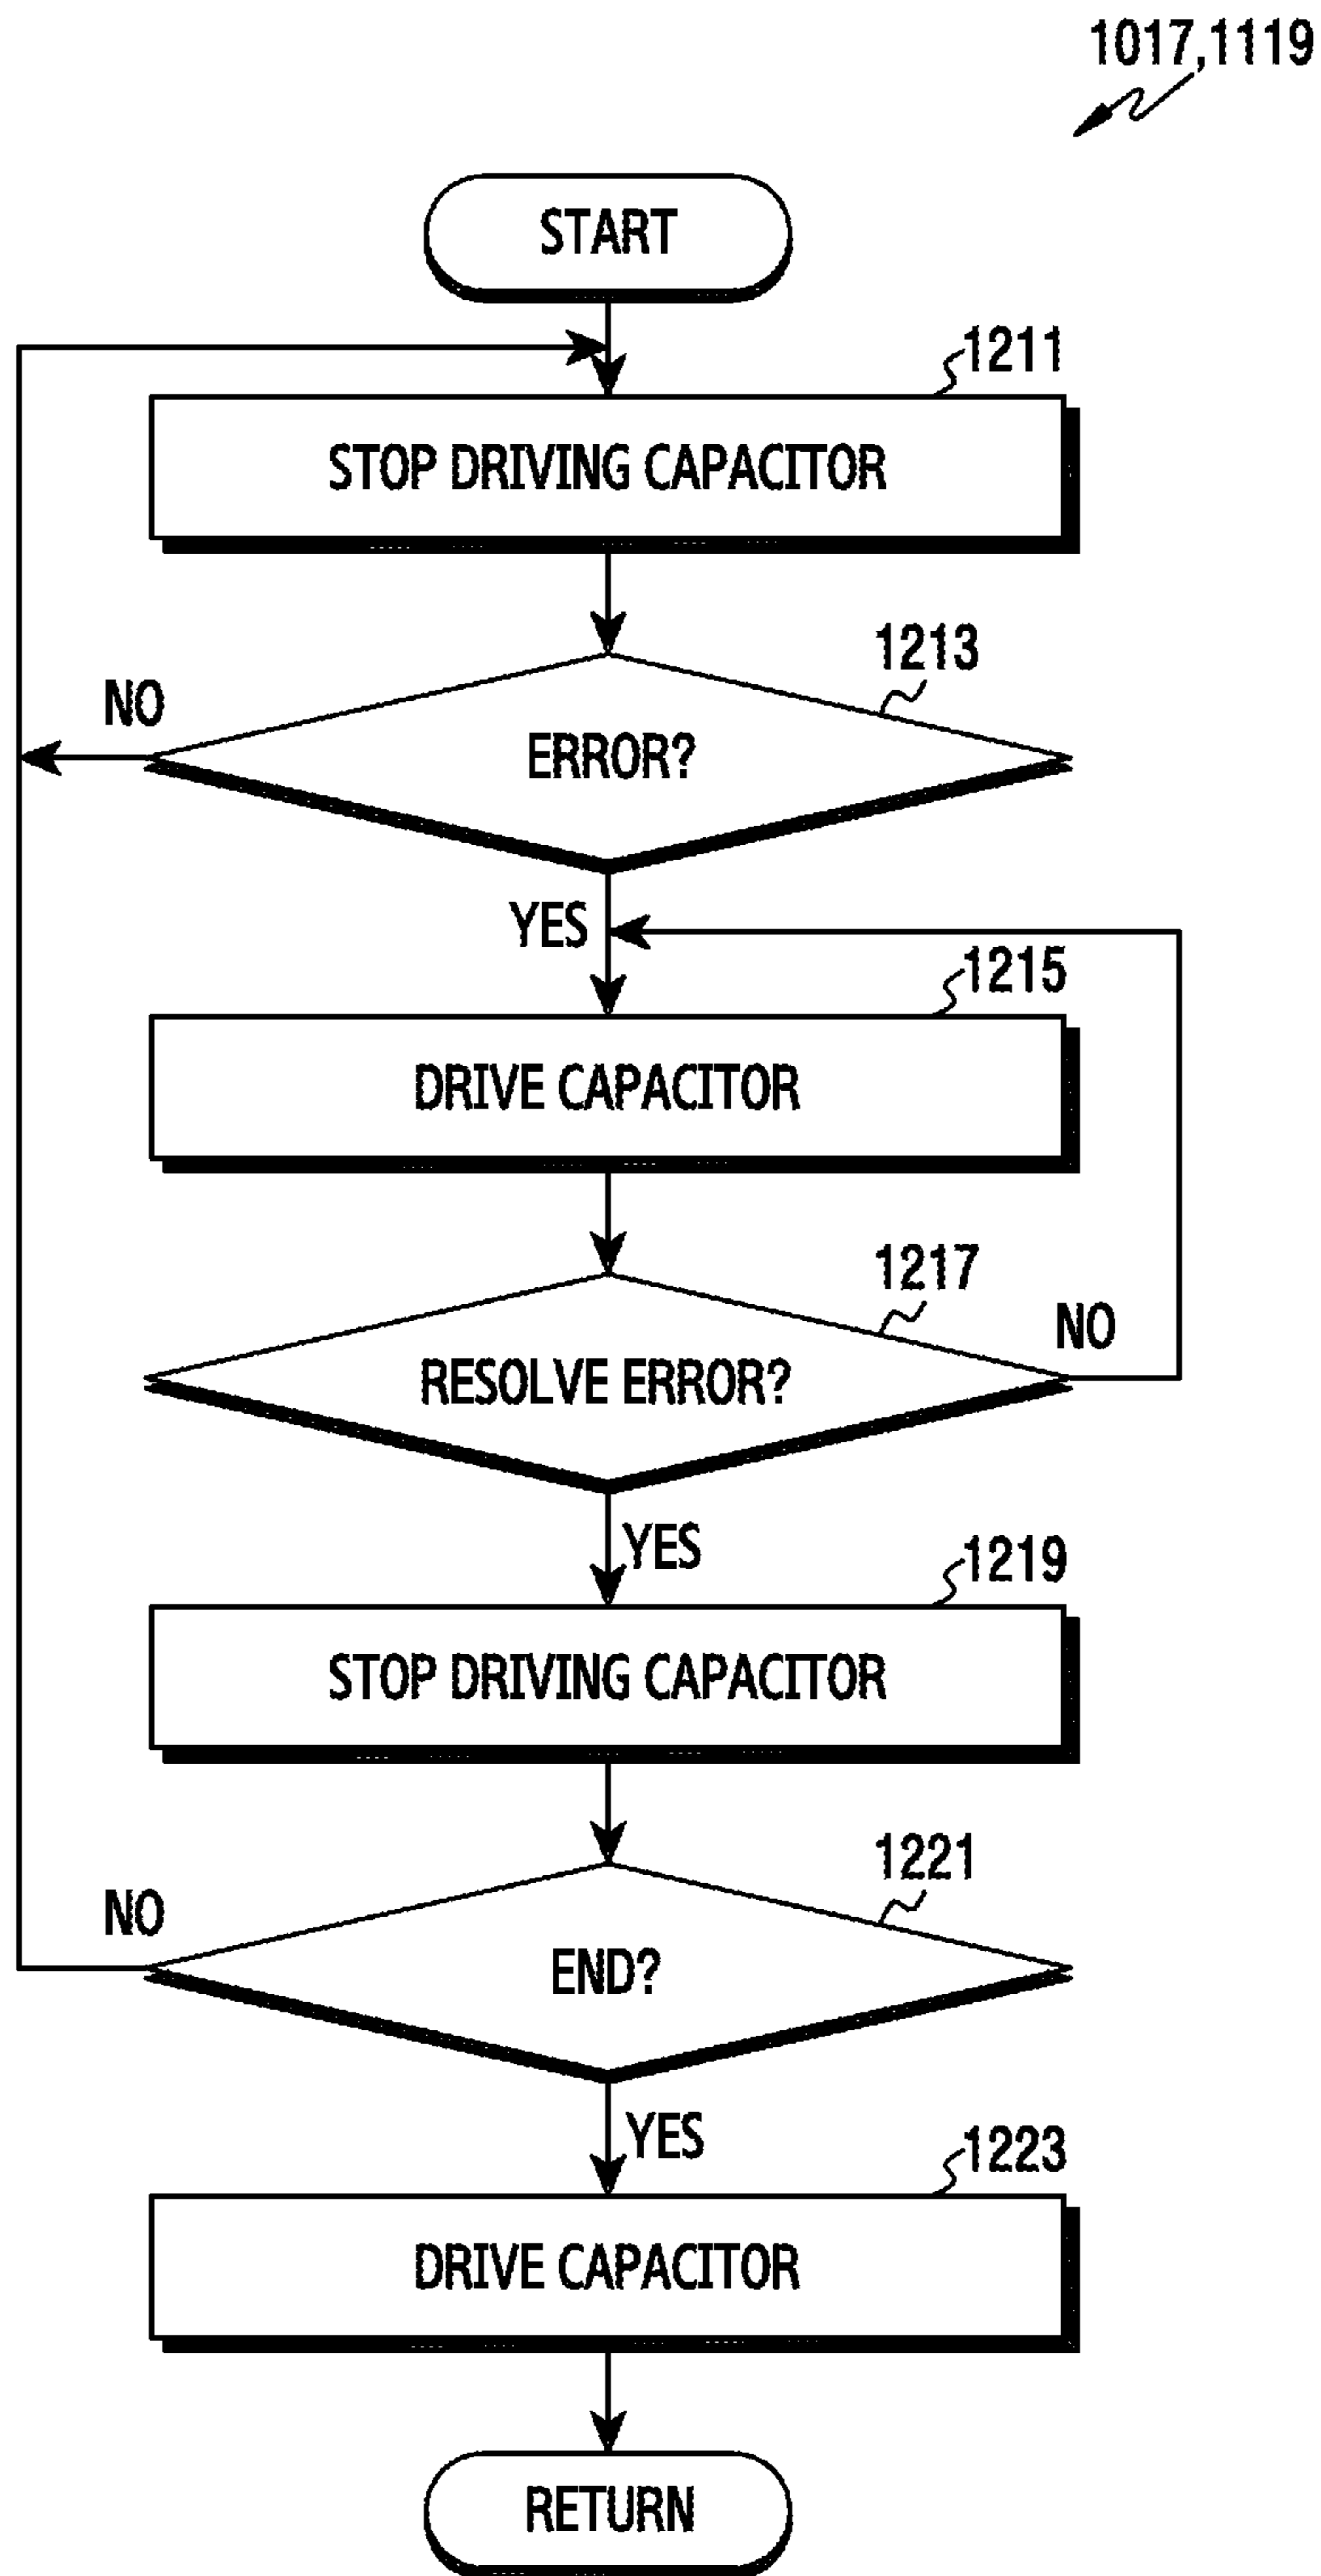 1017,1119
START
1211
STOP DRIVING CAPACITOR
1213
NO
ERROR?
YES
1215
DRIVE CAPACITOR
1217
NO
RESOLVE ERROR?
YES
1219
STOP DRIVING CAPACITOR
1221
NO
END?
YES
1223
DRIVE CAPACITOR
RETURN